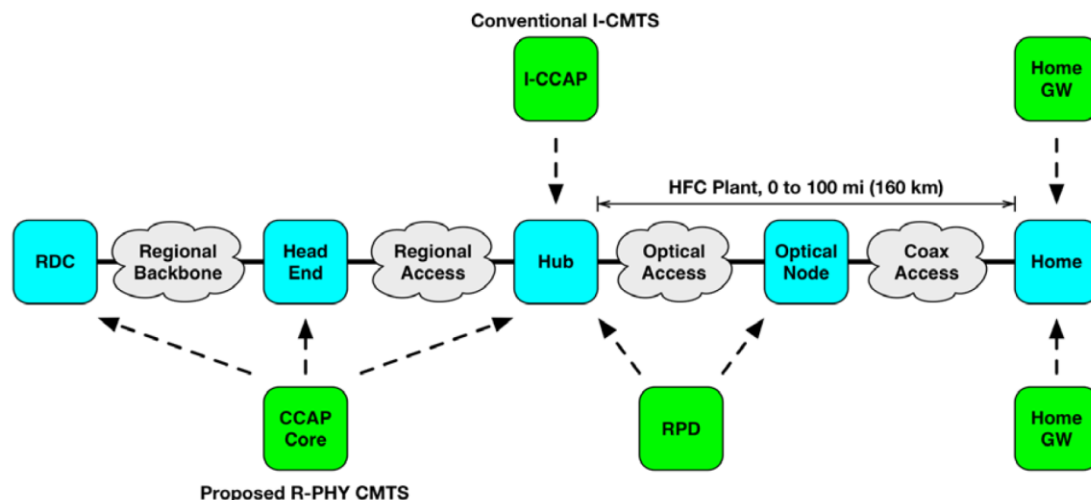 Conventional I-CMTS
I-CCAP
Home
GW
HFC Plant, 0 to 100 mi (160 km)
RDC
Regional
Backbone
Head
End
Regional
Access
Hub
Optical
Access
Optical
Node
Coax
Access
Home
CCAP
Core
RPD
Home
GW
Proposed R-PHY CMTS